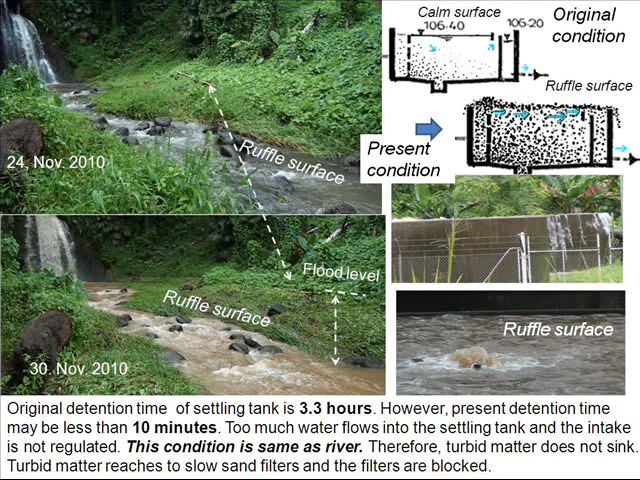 Calm surface
106-40
106-20
Original
condition
Ruffle surface
Present
condition
24, Nov. 2010
Ruffle surface
Flood level
Ruffle surface
30. Nov. 2010
Ruffle surface
Original detention time of settling tank is 3.3 hours. However, present detention time
may be less than 10 minutes. Too much water flows into the settling tank and the intake
is not regulated. This condition is same as river. Therefore, turbid matter does not sink.
Turbid matter reaches to slow sand filters and the filters are blocked.